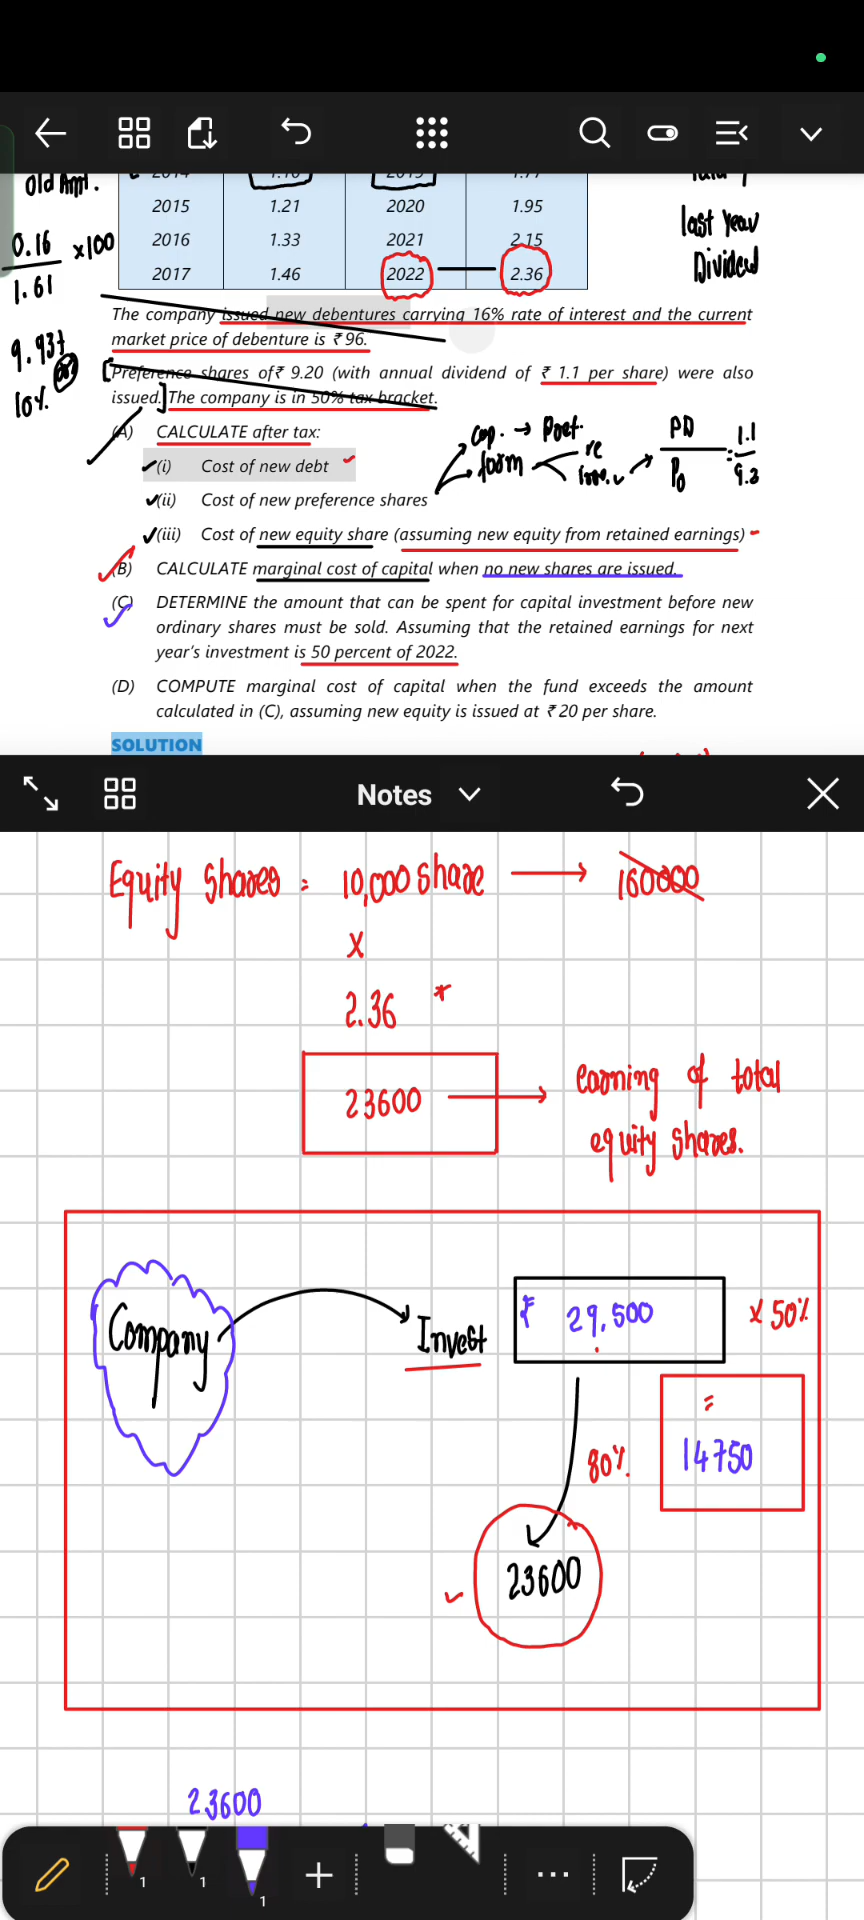 Old Amt.
2015 1.21 2020 1.95
2016 1.33 2021 2.15
2017 1.46 2022 2.36
last year
Dividend
0.16 x100
1.61
9.937
10%
The company issued new debentures carrying 16% rate of interest and the current
market price of debenture is ₹ 96.
Preference shares of₹ 9.20 (with annual dividend of ₹ 1.1 per share) were also
issued. The company is in 50% tax bracket.
(A) CALCULATE after tax:
(i) Cost of new debt
(ii) Cost of new preference shares
(iii) Cost of new equity share (assuming new equity from retained earnings)
form
re
PD = 1.1
P0 9.2
(B) CALCULATE marginal cost of capital when no new shares are issued.
(C) DETERMINE the amount that can be spent for capital investment before new
ordinary shares must be sold. Assuming that the retained earnings for next
year's investment is 50 percent of 2022.
(D) COMPUTE marginal cost of capital when the fund exceeds the amount
calculated in (C), assuming new equity is issued at ₹ 20 per share.
SOLUTION
Notes
Equity Shares = 10,000 share → 160000
x
2.36 *
23600 → earning of total
equity shares.
Company Invest ₹ 29,500 x 50%
=
80% 14750
23600
23600
1 1 1